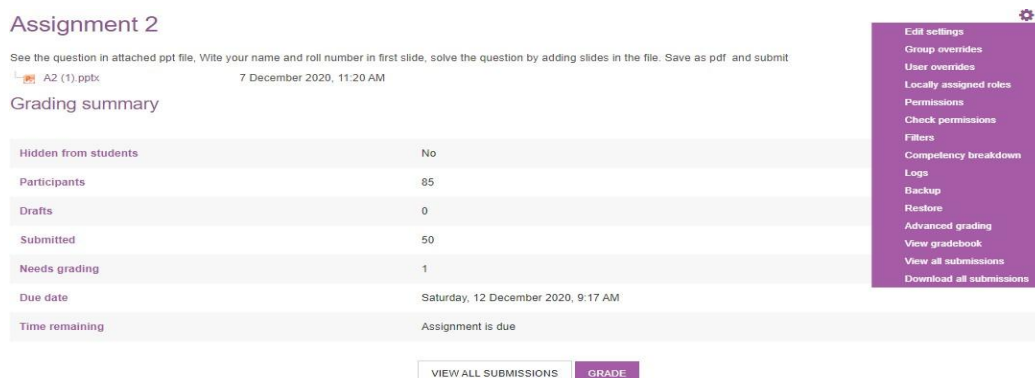 Assignment 2
See the question in attached ppt file, Wite your name and roll number in first slide, solve the question by adding slides in the file. Save as pdf and submit
A2 (1).pptx 7 December 2020, 11:20 AM
Grading summary
Hidden from students No
Participants 85
Drafts 0
Submitted 50
Needs grading 1
Due date Saturday, 12 December 2020, 9:17 AM
Time remaining Assignment is due
VIEW ALL SUBMISSIONS GRADE
Edit settings
Group overrides
User overrides
Locally assigned roles
Permissions
Check permissions
Filters
Competency breakdown
Logs
Backup
Restore
Advanced grading
View gradebook
View all submissions
Download all submissions